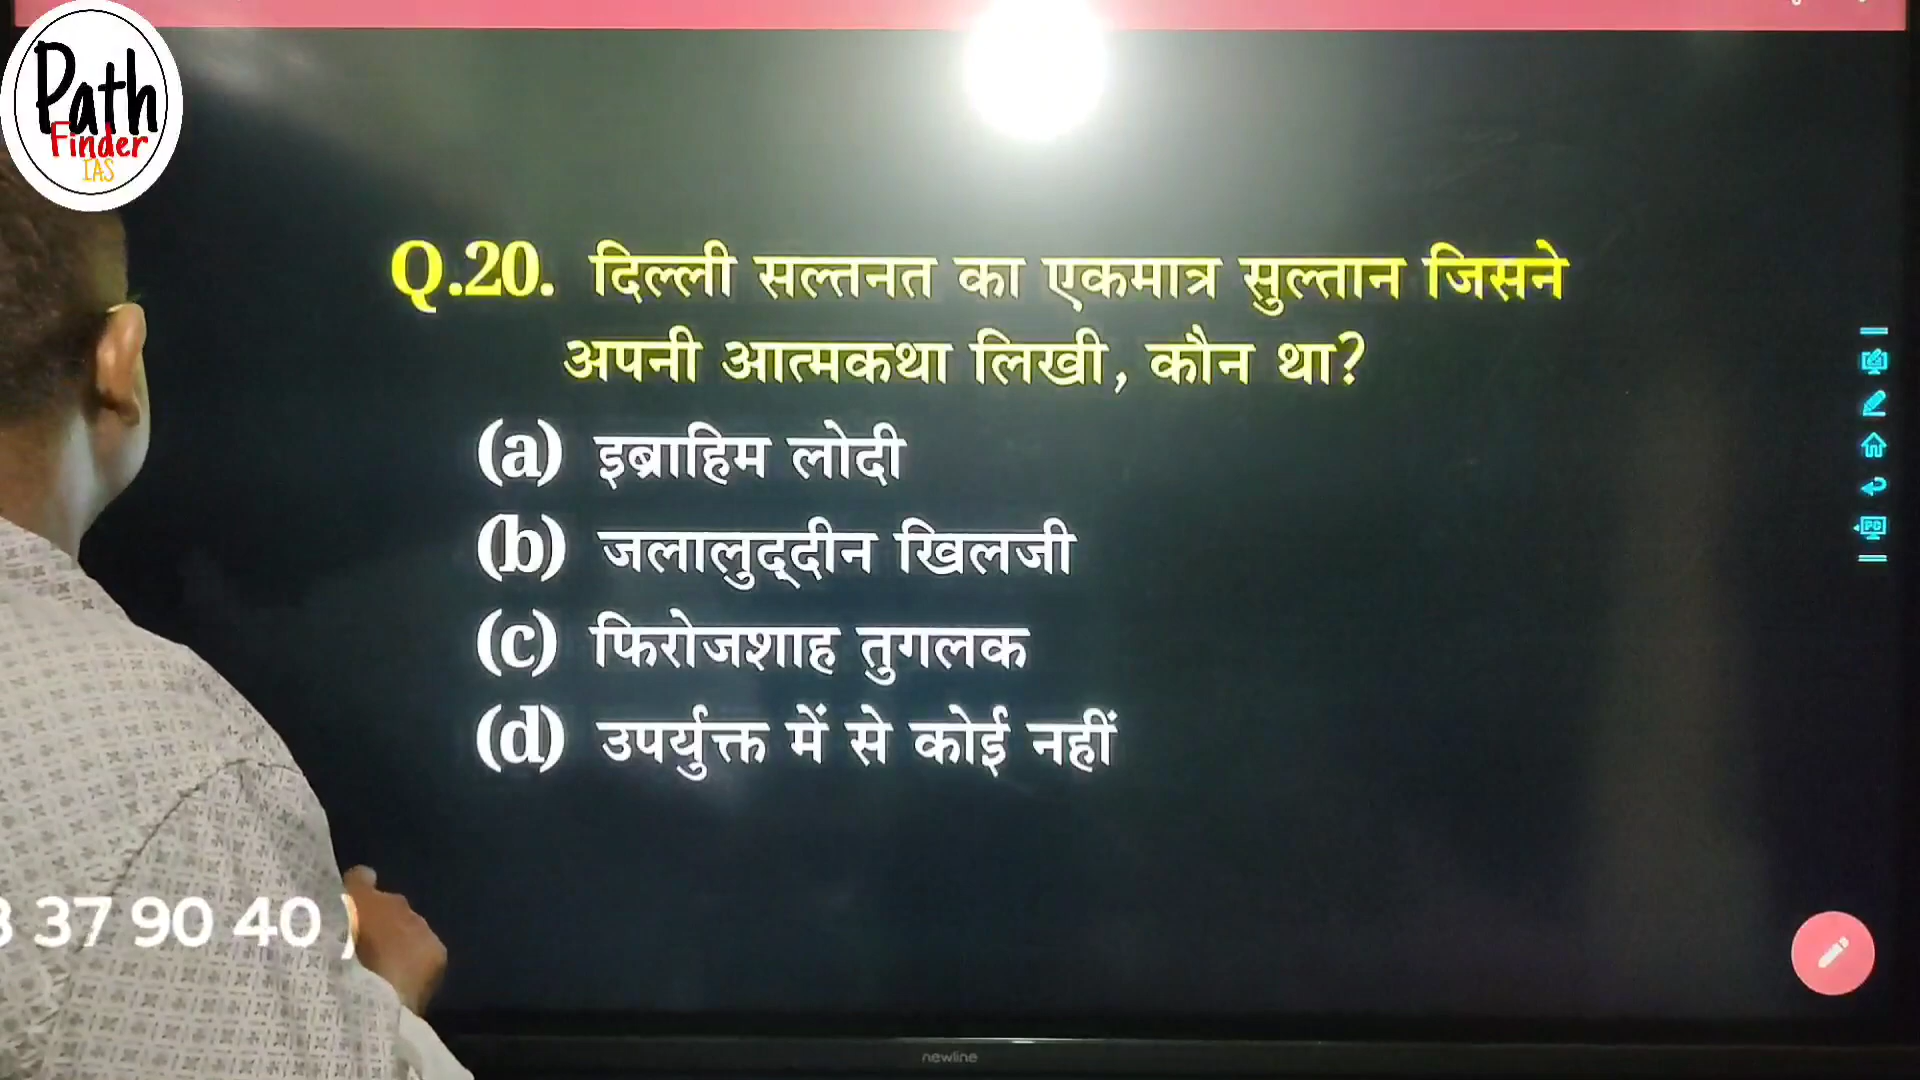 Path
Finder
IAS
Q.20. दिल्ली सल्तनत का एकमात्र सुल्तान जिसने
अपनी आत्मकथा लिखी, कौन था?
(a) इब्राहिम लोदी
(b) जलालुद्दीन खिलजी
(c) फिरोजशाह तुगलक
(d) उपर्युक्त में से कोई नहीं
37 90 40 )
newline